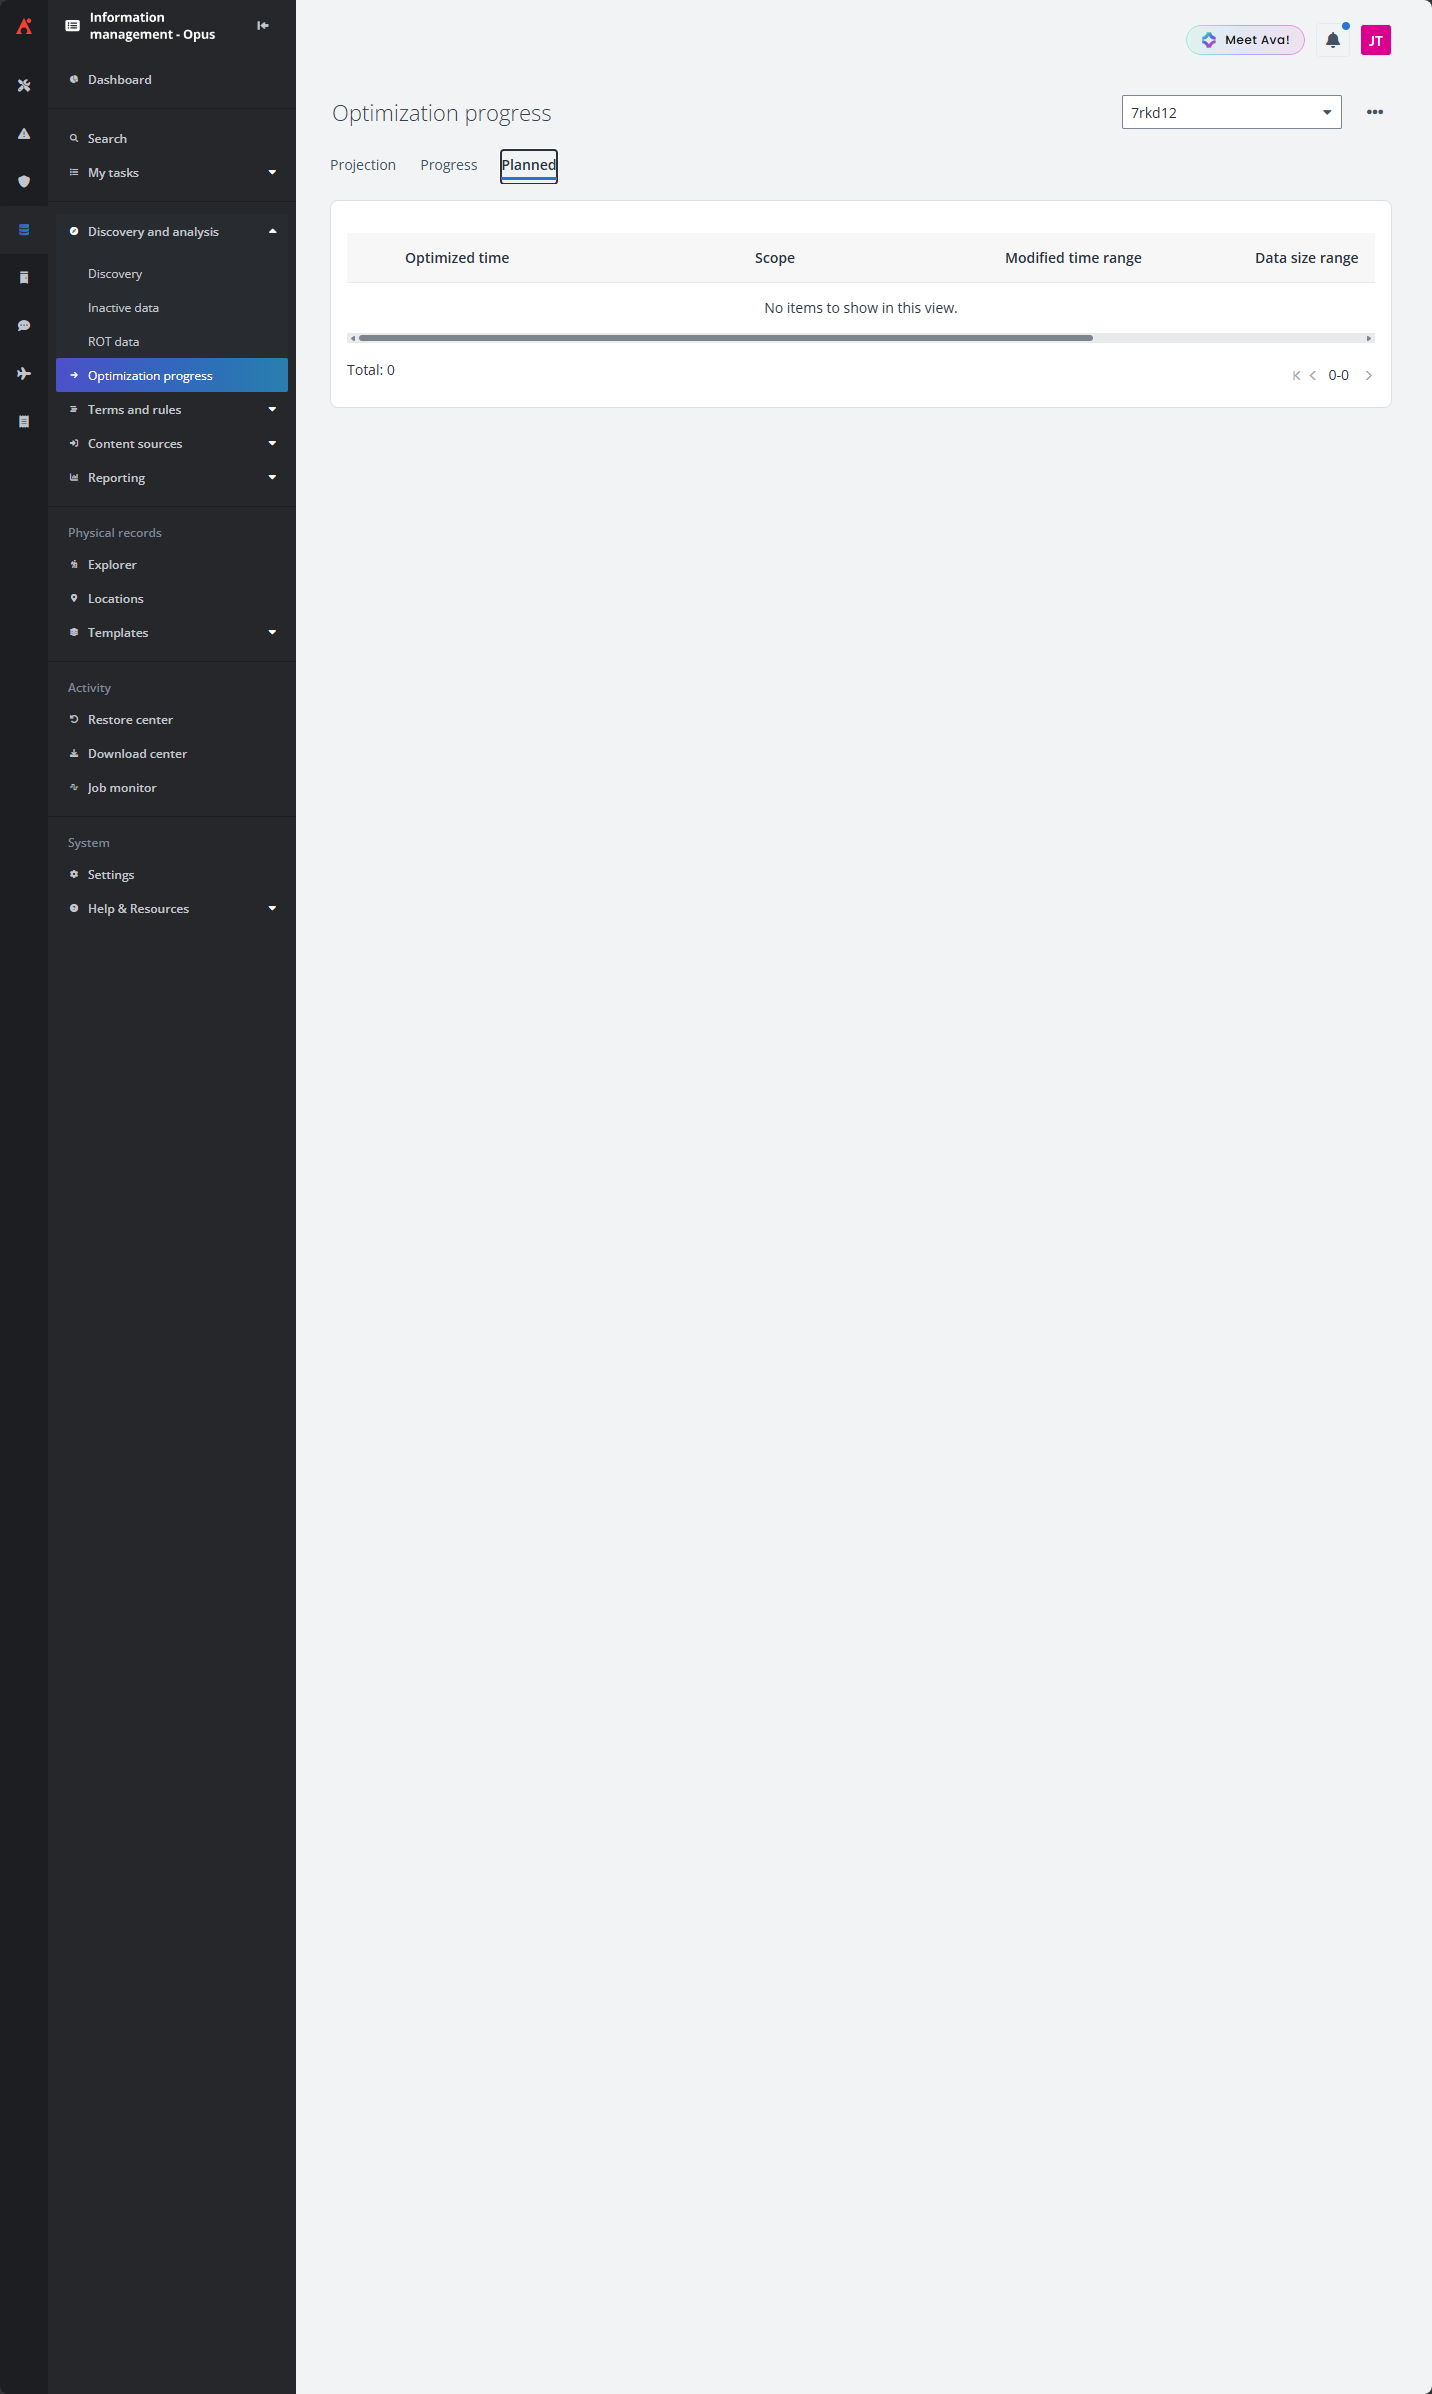 Information
management - Opus
Dashboard
Search
My tasks
Discovery and analysis
Discovery
Inactive data
ROT data
Optimization progress
Terms and rules
Content sources
Reporting
Physical records
Explorer
Locations
Templates
Activity
Restore center
Download center
Job monitor
System
Settings
Help & Resources
Meet Ava!
JT
Optimization progress
7rkd12
Projection Progress Planned
Optimized time Scope Modified time range Data size range
No items to show in this view.
Total: 0
0-0